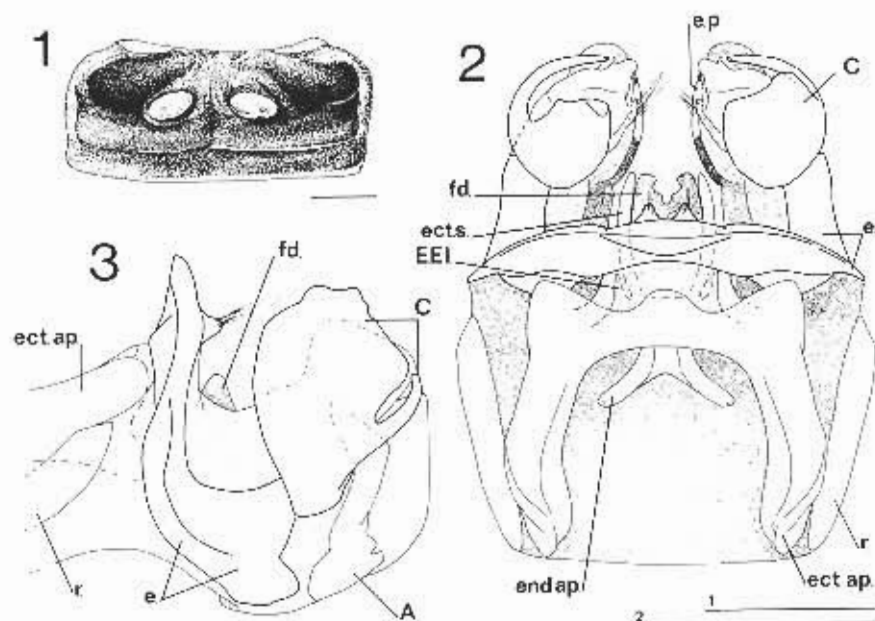 1
2
e.p
C
fd.
ect.s.
EEI
e
end ap.
r
ect ap.
1
2
3
fd.
C
ect.ap.
r.
e
A